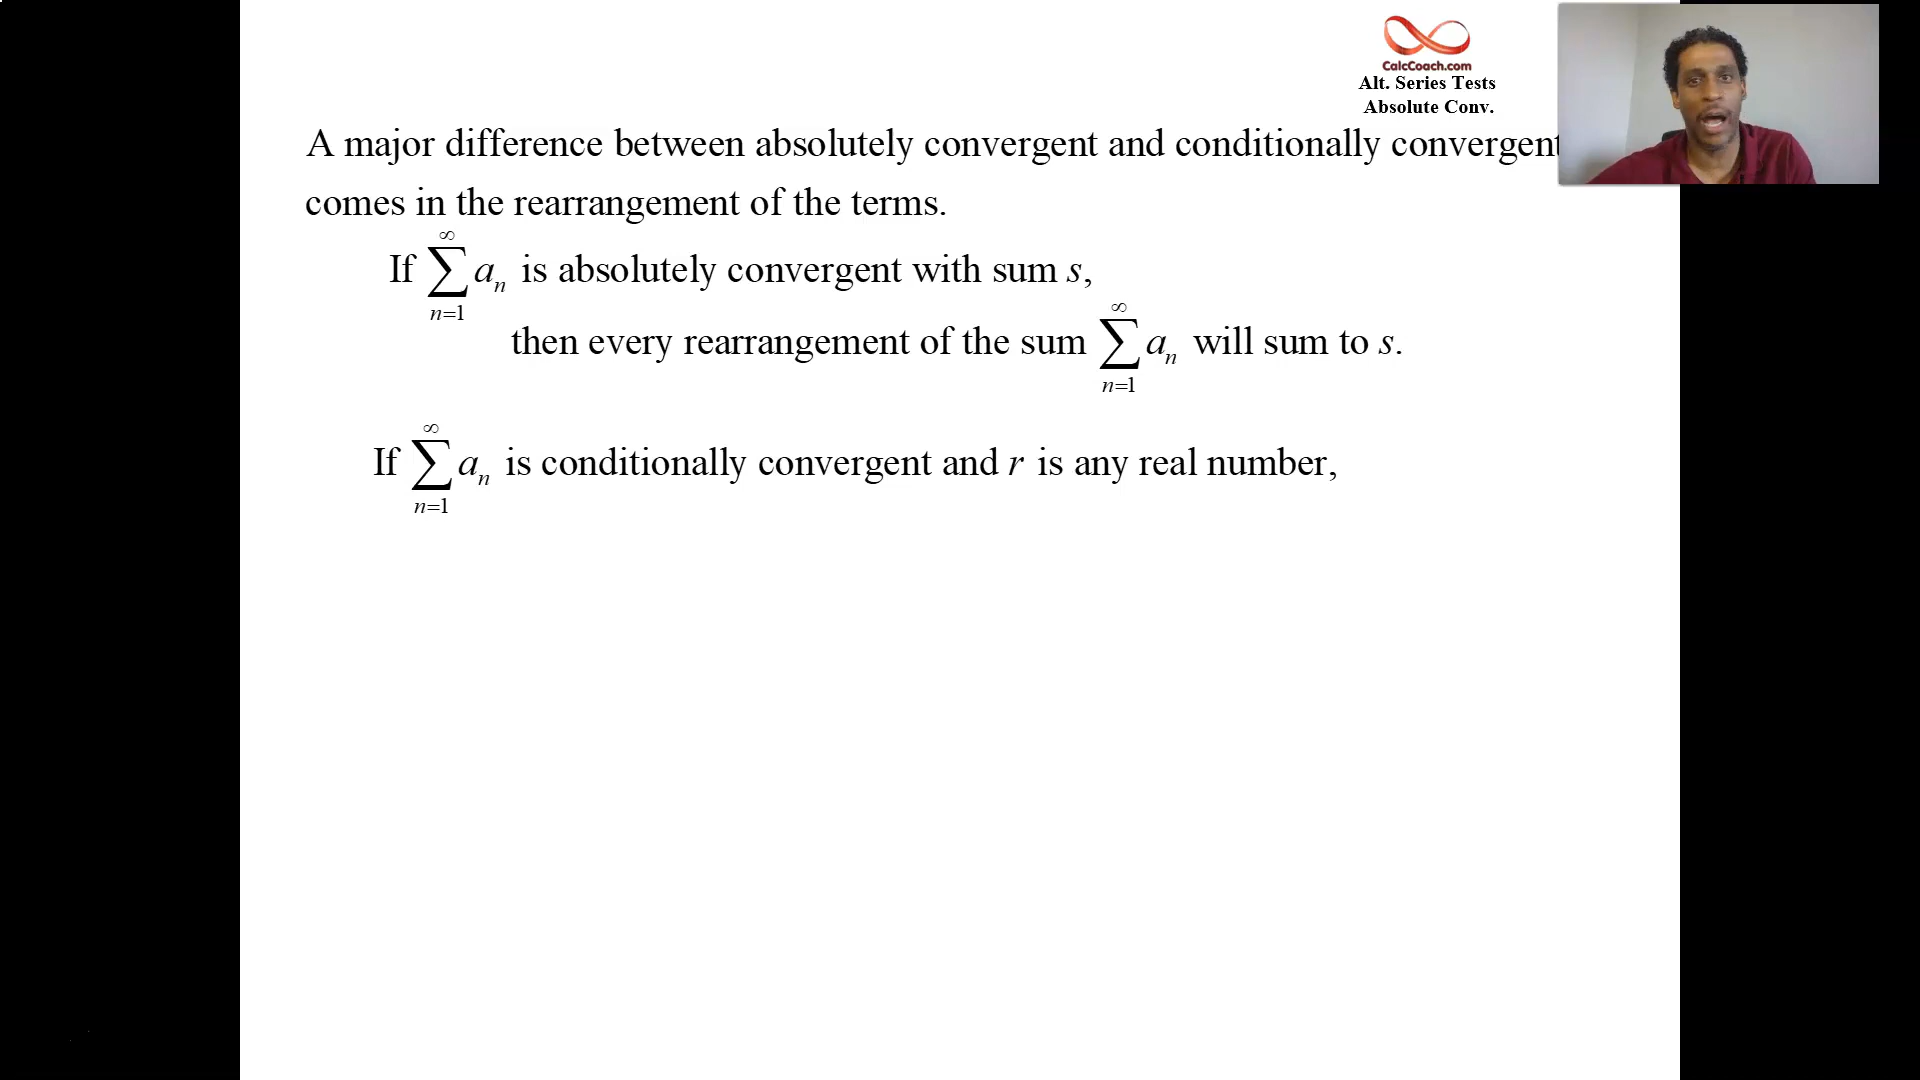 CalcCoach.com
Alt. Series Tests
Absolute Conv.
A major difference between absolutely convergent and conditionally convergent
comes in the rearrangement of the terms.
If ∑_{n=1}^{∞} a_n is absolutely convergent with sum s,
then every rearrangement of the sum ∑_{n=1}^{∞} a_n will sum to s.
If ∑_{n=1}^{∞} a_n is conditionally convergent and r is any real number,